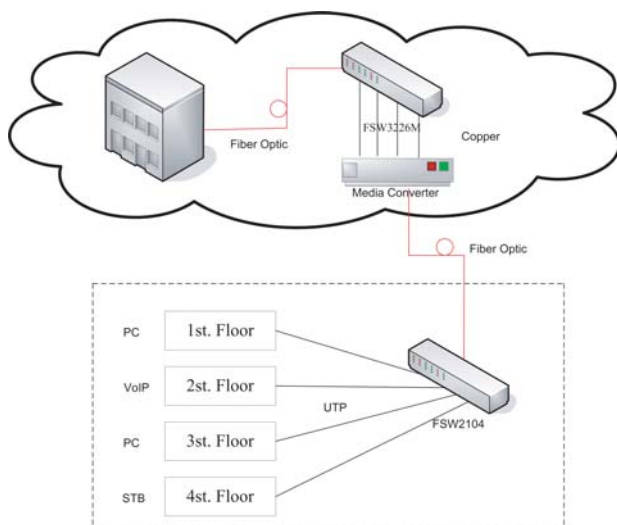 FSW3226M
Copper
Fiber Optic
Media Converter
Fiber Optic
PC
1st. Floor
VoIP
2st. Floor
UTP
PC
3st. Floor
FSW2104
STB
4st. Floor